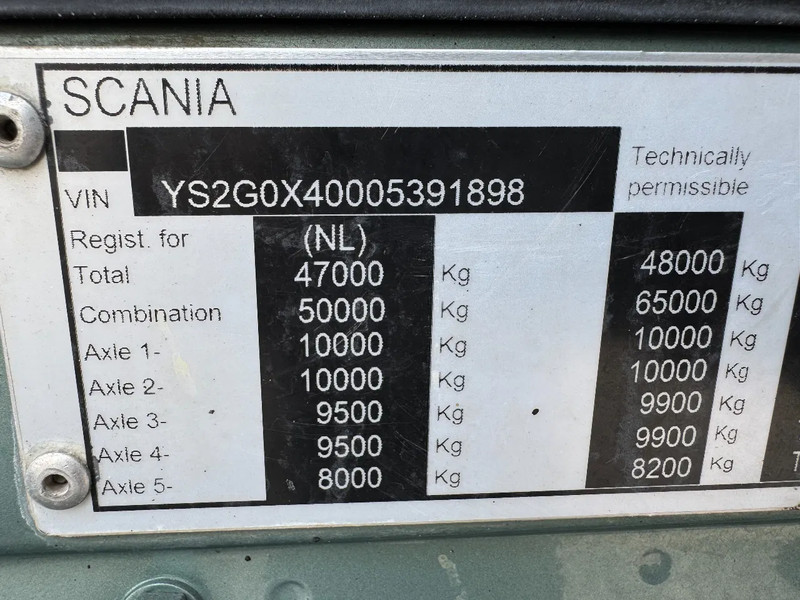 SCANIA
VIN YS2G0X40005391898 Technically permissible
Regist. for (NL)
Total 47000 Kg 48000 Kg
Combination 50000 Kg 65000 Kg
Axle 1- 10000 Kg 10000 Kg
Axle 2- 10000 Kg 10000 Kg
Axle 3- 9500 Kg 9900 Kg
Axle 4- 9500 Kg 9900 Kg
Axle 5- 8000 Kg 8200 Kg